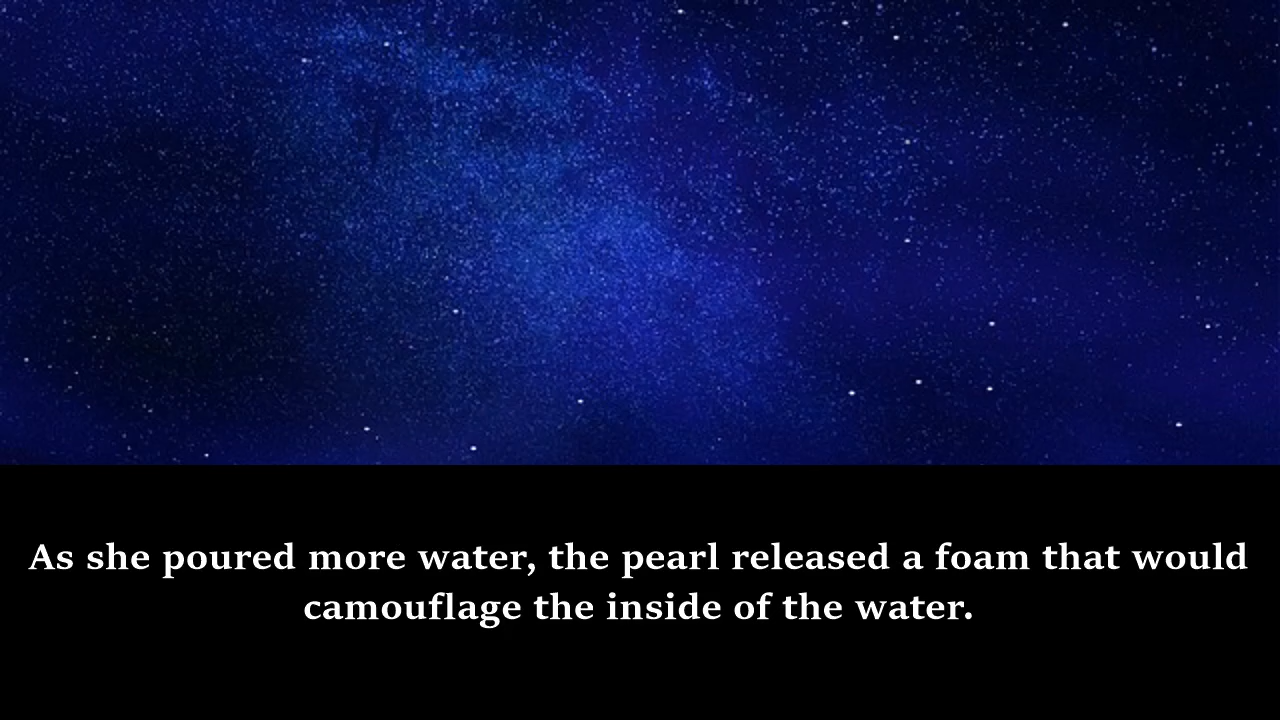 As she poured more water, the pearl released a foam that would
camouflage the inside of the water.